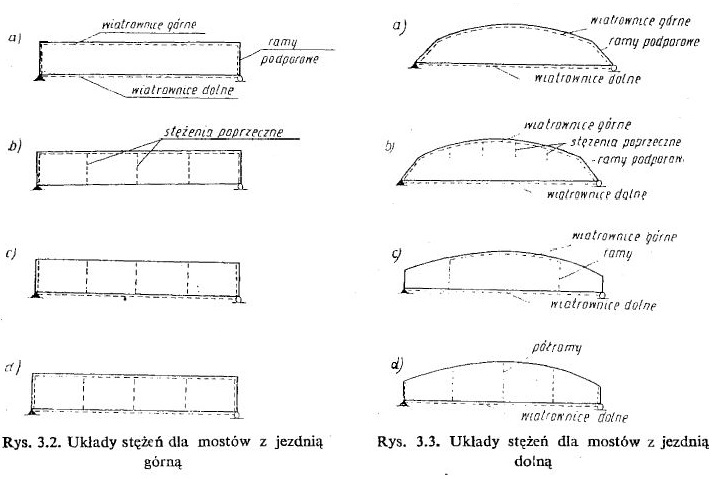 a)
wiatrownice górne
ramy
podporowe
wiatrownice dolne
b)
stężenia poprzeczne
c)
d)
Rys. 3.2. Układy stężeń dla mostów z jezdnią
górną
a)
wiatrownice górne
ramy podporowe
wiatrownice dolne
b)
wiatrownice górne
stężenia poprzeczne
ramy podporow.
wiatrownice dolne
c)
wiatrownice górne
ramy
wiatrownice dolne
d)
półramy
wiatrownice dolne
Rys. 3.3. Układy stężeń dla mostów z jezdnią
dolną